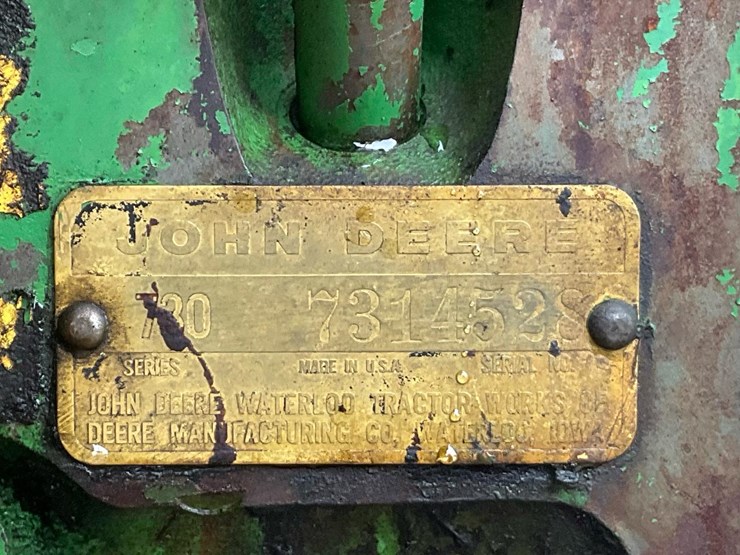 JOHN DEERE
730 7314528
SERIES MADE IN U.S.A. SERIAL NO.
JOHN DEERE WATERLOO TRACTOR WORKS OF
DEERE MANUFACTURING CO. WATERLOO IOWA